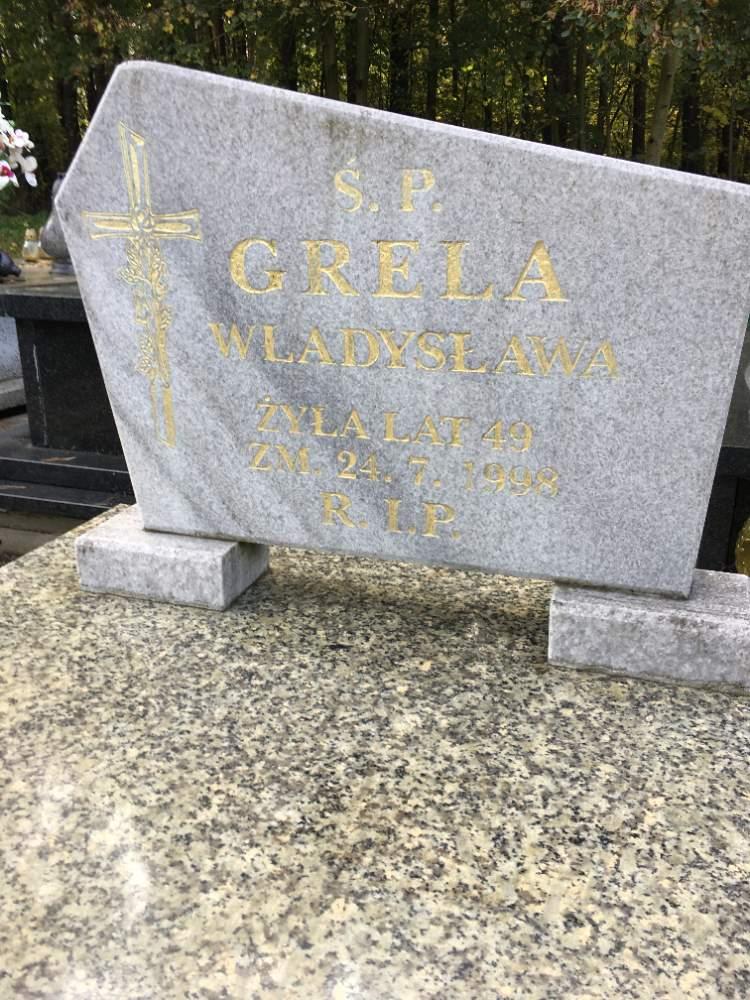 Ś. P.
GRELA
WLADYSŁAWA
ŻYŁA LAT 49
ZM. 24. 7. 1998
R. I. P.